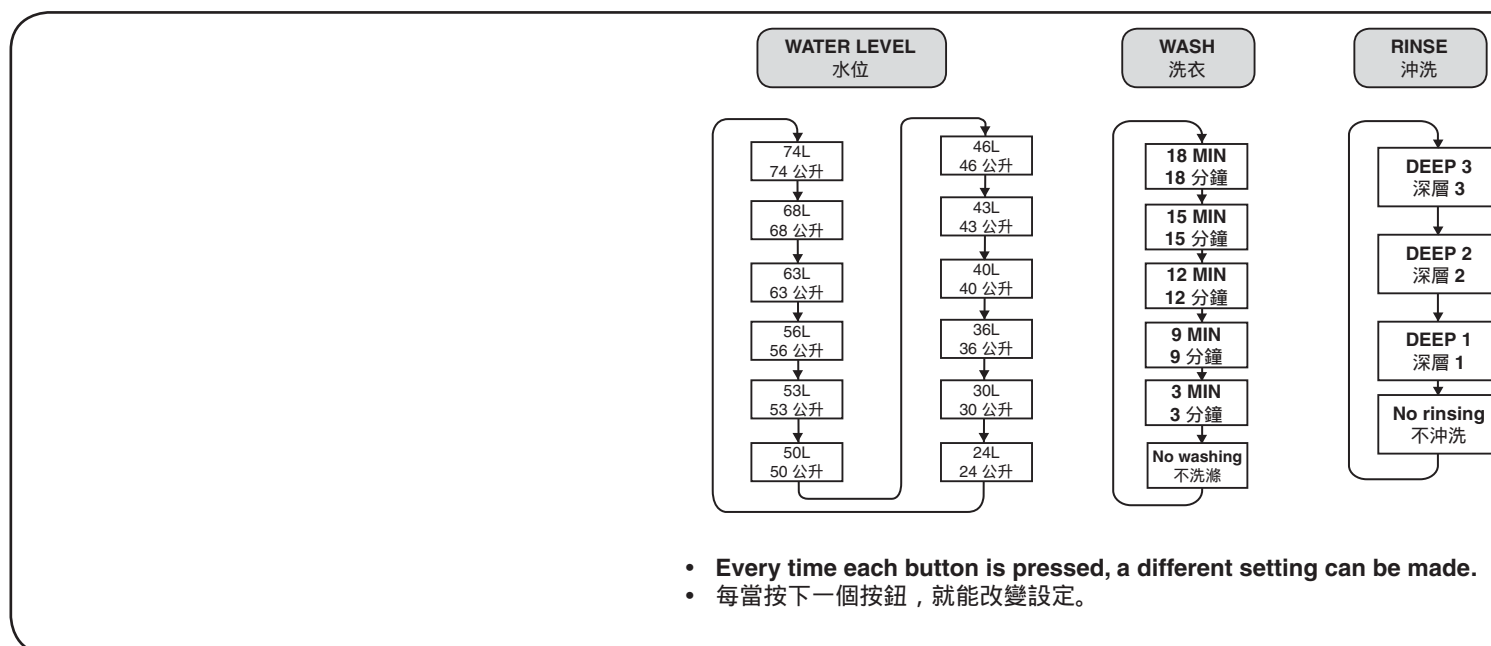 WATER LEVEL
水位
74L
74 公升
68L
68 公升
63L
63 公升
56L
56 公升
53L
53 公升
50L
50 公升
46L
46 公升
43L
43 公升
40L
40 公升
36L
36 公升
30L
30 公升
24L
24 公升
WASH
洗衣
18 MIN
18 分鐘
15 MIN
15 分鐘
12 MIN
12 分鐘
9 MIN
9 分鐘
3 MIN
3 分鐘
No washing
不洗滌
RINSE
沖洗
DEEP 3
深層 3
DEEP 2
深層 2
DEEP 1
深層 1
No rinsing
不沖洗
• Every time each button is pressed, a different setting can be made.
• 每當按下一個按鈕，就能改變設定。